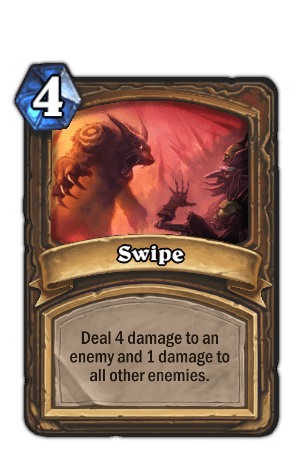 4
Swipe
Deal 4 damage to an
enemy and 1 damage to
all other enemies.